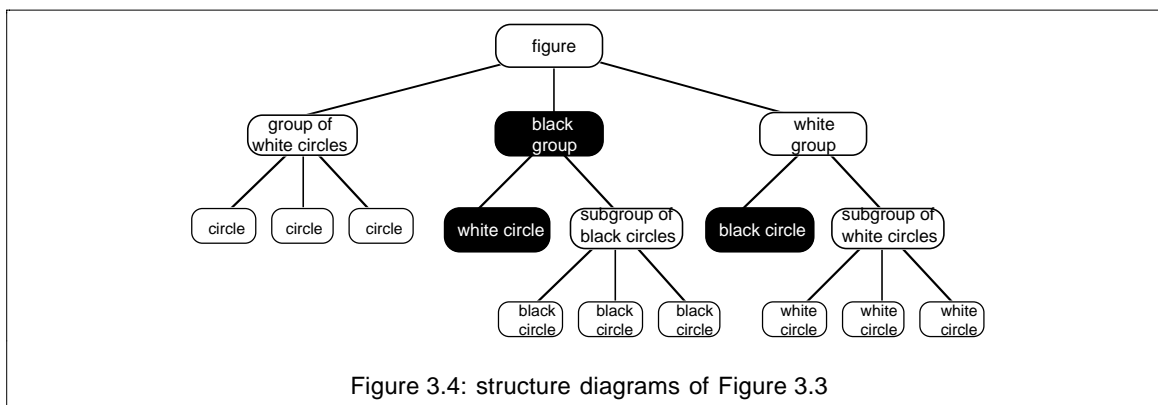 figure
group of
white circles
black
group
white
group
circle
circle
circle
white circle
subgroup of
black circles
black circle
subgroup of
white circles
black
circle
black
circle
black
circle
white
circle
white
circle
white
circle
Figure 3.4: structure diagrams of Figure 3.3